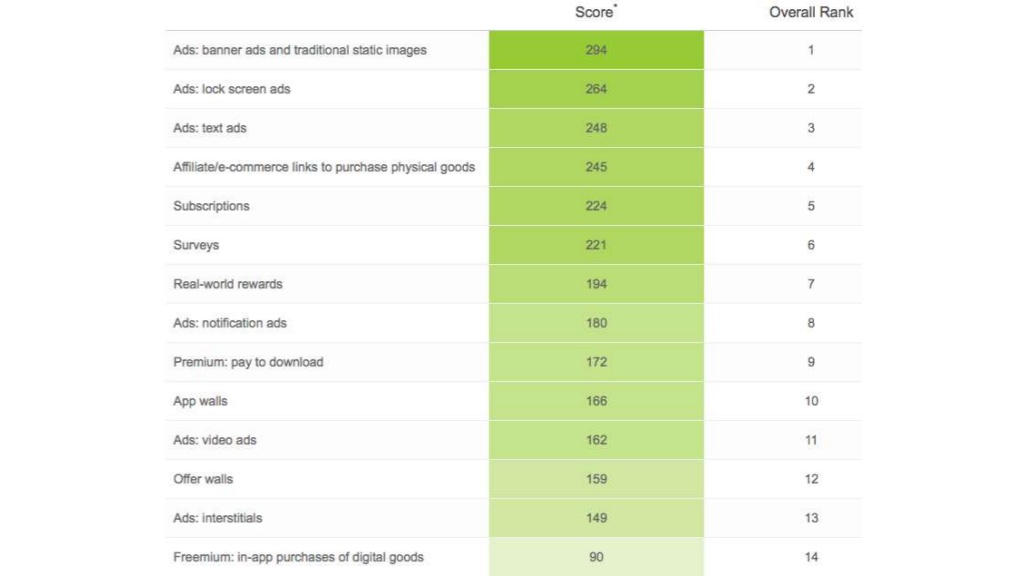 Score* Overall Rank
Ads: banner ads and traditional static images 294 1
Ads: lock screen ads 264 2
Ads: text ads 248 3
Affiliate/e-commerce links to purchase physical goods 245 4
Subscriptions 224 5
Surveys 221 6
Real-world rewards 194 7
Ads: notification ads 180 8
Premium: pay to download 172 9
App walls 166 10
Ads: video ads 162 11
Offer walls 159 12
Ads: interstitials 149 13
Freemium: in-app purchases of digital goods 90 14